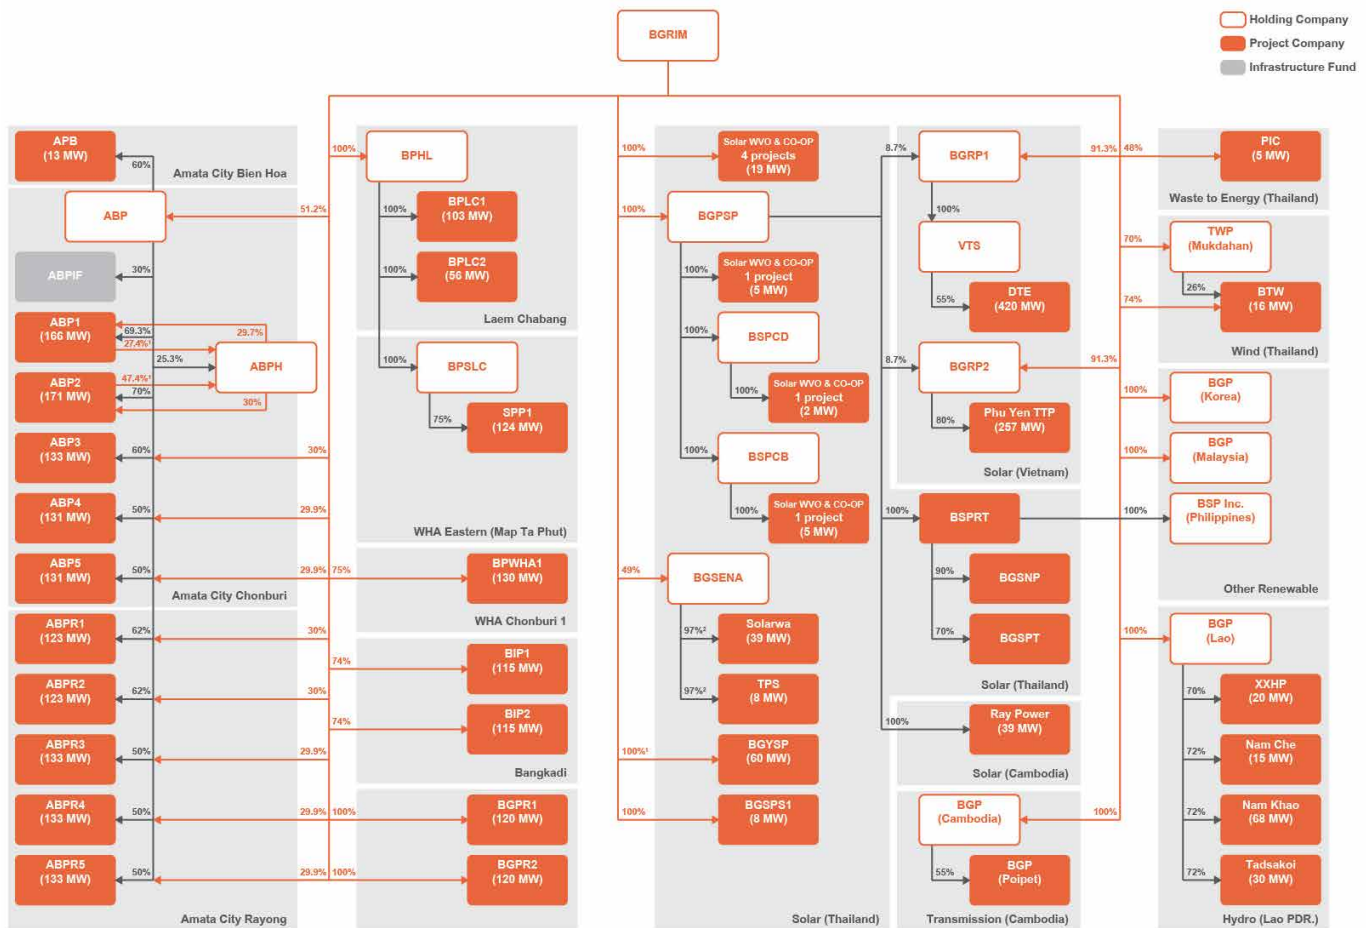 BGRIM
Holding Company
Project Company
Infrastructure Fund
APB
(13 MW)
60%
Amata City Bien Hoa
ABP
51.2%
ABPIF
30%
ABP1
(166 MW)
29.7%
69.3%
27.4%¹
25.3%
ABPH
ABP2
(171 MW)
47.4%¹
70%
30%
ABP3
(133 MW)
60%
30%
ABP4
(131 MW)
50%
29.9%
ABP5
(131 MW)
50%
29.9%
Amata City Chonburi
ABPR1
(123 MW)
62%
30%
ABPR2
(123 MW)
62%
30%
ABPR3
(133 MW)
50%
29.9%
ABPR4
(133 MW)
50%
29.9%
ABPR5
(133 MW)
50%
29.9%
Amata City Rayong
100%
BPHL
100%
BPLC1
(103 MW)
100%
BPLC2
(56 MW)
Laem Chabang
100%
BPSLC
75%
SPP1
(124 MW)
WHA Eastern (Map Ta Phut)
75%
BPWHA1
(130 MW)
WHA Chonburi 1
74%
BIP1
(115 MW)
74%
BIP2
(115 MW)
Bangkadi
100%
BGPR1
(120 MW)
100%
BGPR2
(120 MW)
100%
Solar WVO & CO-OP
4 projects
(19 MW)
100%
BGPSP
100%
Solar WVO & CO-OP
1 project
(5 MW)
100%
BSPCD
100%
Solar WVO & CO-OP
1 project
(2 MW)
100%
BSPCB
100%
Solar WVO & CO-OP
1 project
(5 MW)
49%
BGSENA
97%²
Solarwa
(39 MW)
97%²
TPS
(8 MW)
100%¹
BGYSP
(60 MW)
100%
BGSPS1
(8 MW)
Solar (Thailand)
8.7%
BGRP1
91.3%
100%
VTS
55%
DTE
(420 MW)
8.7%
BGRP2
91.3%
80%
Phu Yen TTP
(257 MW)
Solar (Vietnam)
100%
BSPRT
90%
BGSNP
70%
BGSPT
Solar (Thailand)
100%
Ray Power
(39 MW)
Solar (Cambodia)
BGP
(Cambodia)
100%
55%
BGP
(Poipet)
Transmission (Cambodia)
48%
PIC
(5 MW)
Waste to Energy (Thailand)
70%
TWP
(Mukdahan)
26%
74%
BTW
(16 MW)
Wind (Thailand)
100%
BGP
(Korea)
100%
BGP
(Malaysia)
100%
BSP Inc.
(Philippines)
Other Renewable
100%
BGP
(Lao)
70%
XXHP
(20 MW)
72%
Nam Che
(15 MW)
72%
Nam Khao
(68 MW)
72%
Tadsakoi
(30 MW)
Hydro (Lao PDR.)